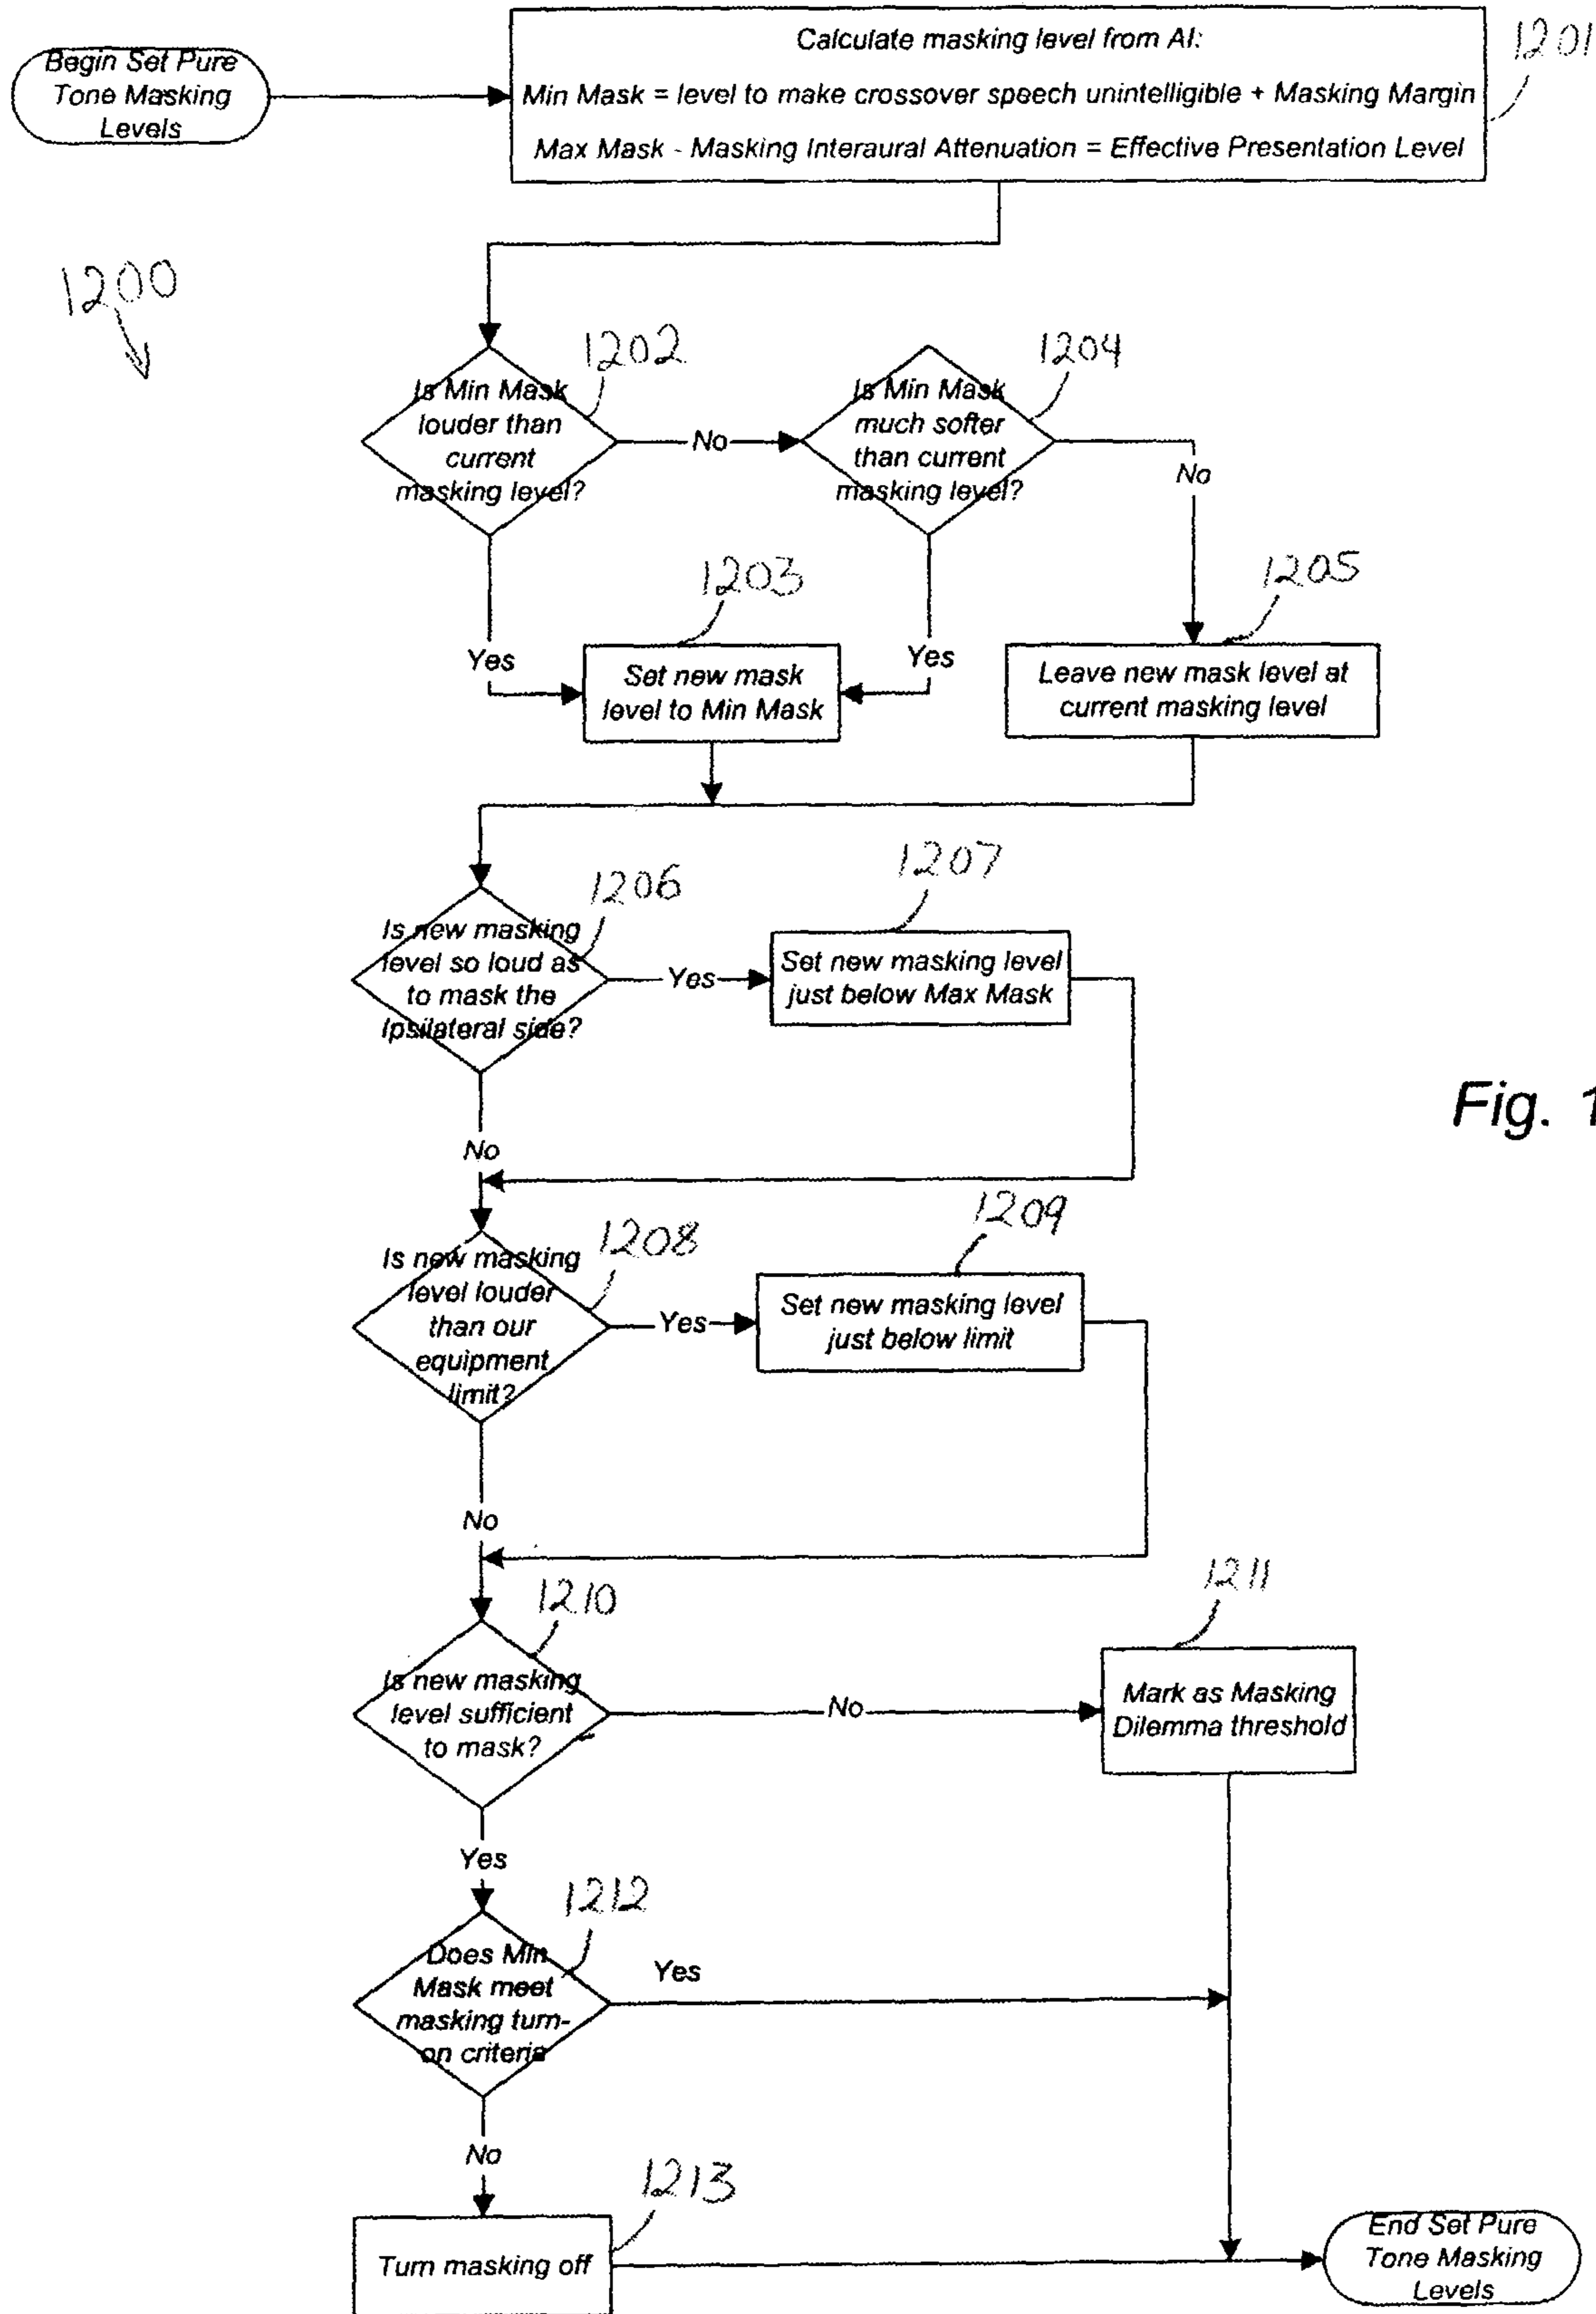 Begin Set Pure
Tone Masking
Levels
Calculate masking level from AI:
Min Mask = level to make crossover speech unintelligible + Masking Margin
Max Mask - Masking Interaural Attenuation = Effective Presentation Level
1201
1200
1202
Is Min Mask
louder than
current
masking level?
No
1204
Is Min Mask
much softer
than current
masking level?
No
Yes
1203
Set new mask
level to Min Mask
Yes
1205
Leave new mask level at
current masking level
1206
Is new masking
level so loud as
to mask the
Ipsilateral side?
Yes
1207
Set new masking level
just below Max Mask
No
Fig. 1
1208
Is new masking
level louder
than our
equipment
limit?
Yes
1209
Set new masking level
just below limit
No
1210
Is new masking
level sufficient
to mask?
No
1211
Mark as Masking
Dilemma threshold
Yes
1212
Does Min
Mask meet
masking turn-
on criteria
Yes
No
1213
Turn masking off
End Set Pure
Tone Masking
Levels